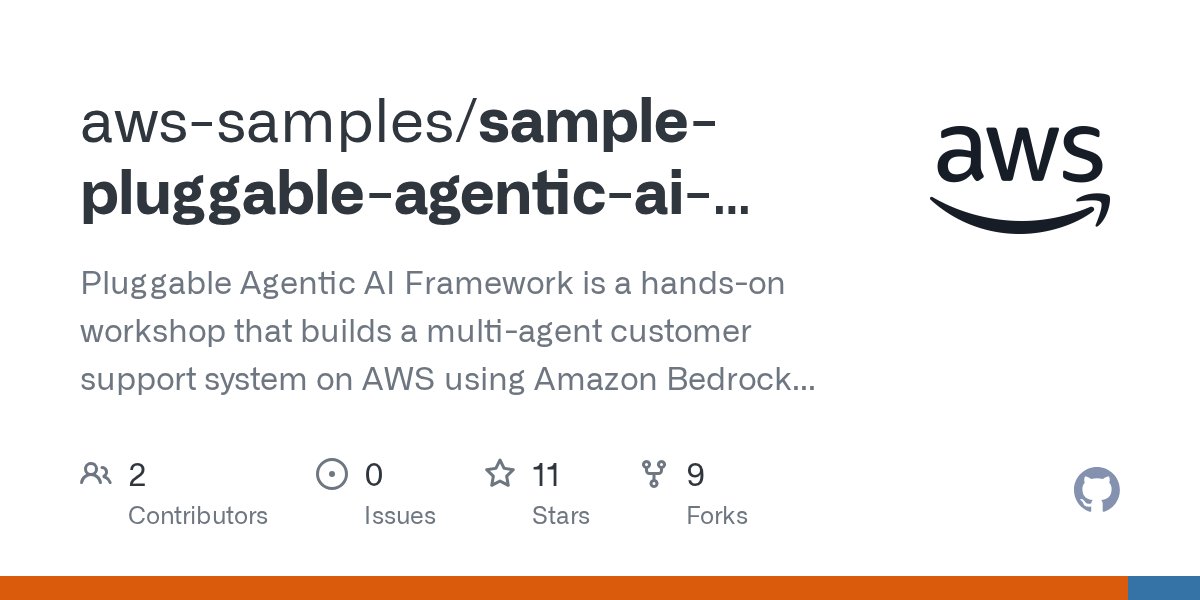 aws-samples/sample-
pluggable-agentic-ai-...
aws
Pluggable Agentic AI Framework is a hands-on
workshop that builds a multi-agent customer
support system on AWS using Amazon Bedrock...
2
Contributors
0
Issues
11
Stars
9
Forks